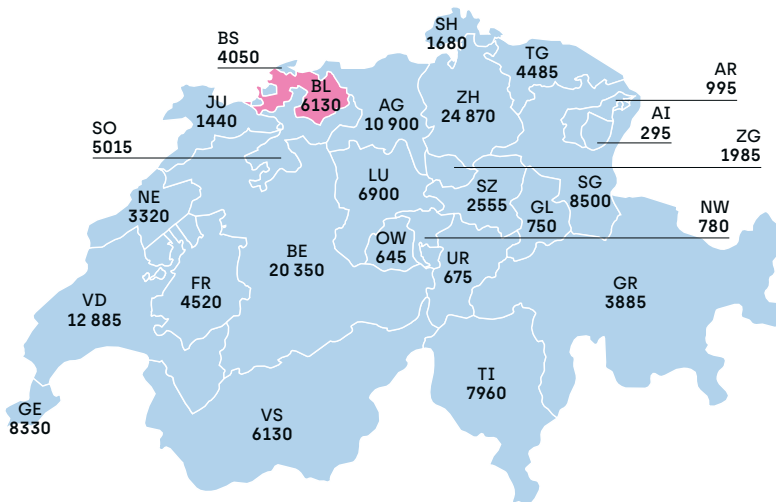 SH
1680
BS
4050
TG
4485
AR
995
BL
6130
AG
10 900
ZH
24 870
JU
1440
AI
295
SO
5015
ZG
1985
LU
6900
SZ
2555
SG
8500
NE
3320
GL
750
NW
780
OW
645
BE
20 350
UR
675
FR
4520
GR
3885
VD
12 885
TI
7960
GE
8330
VS
6130